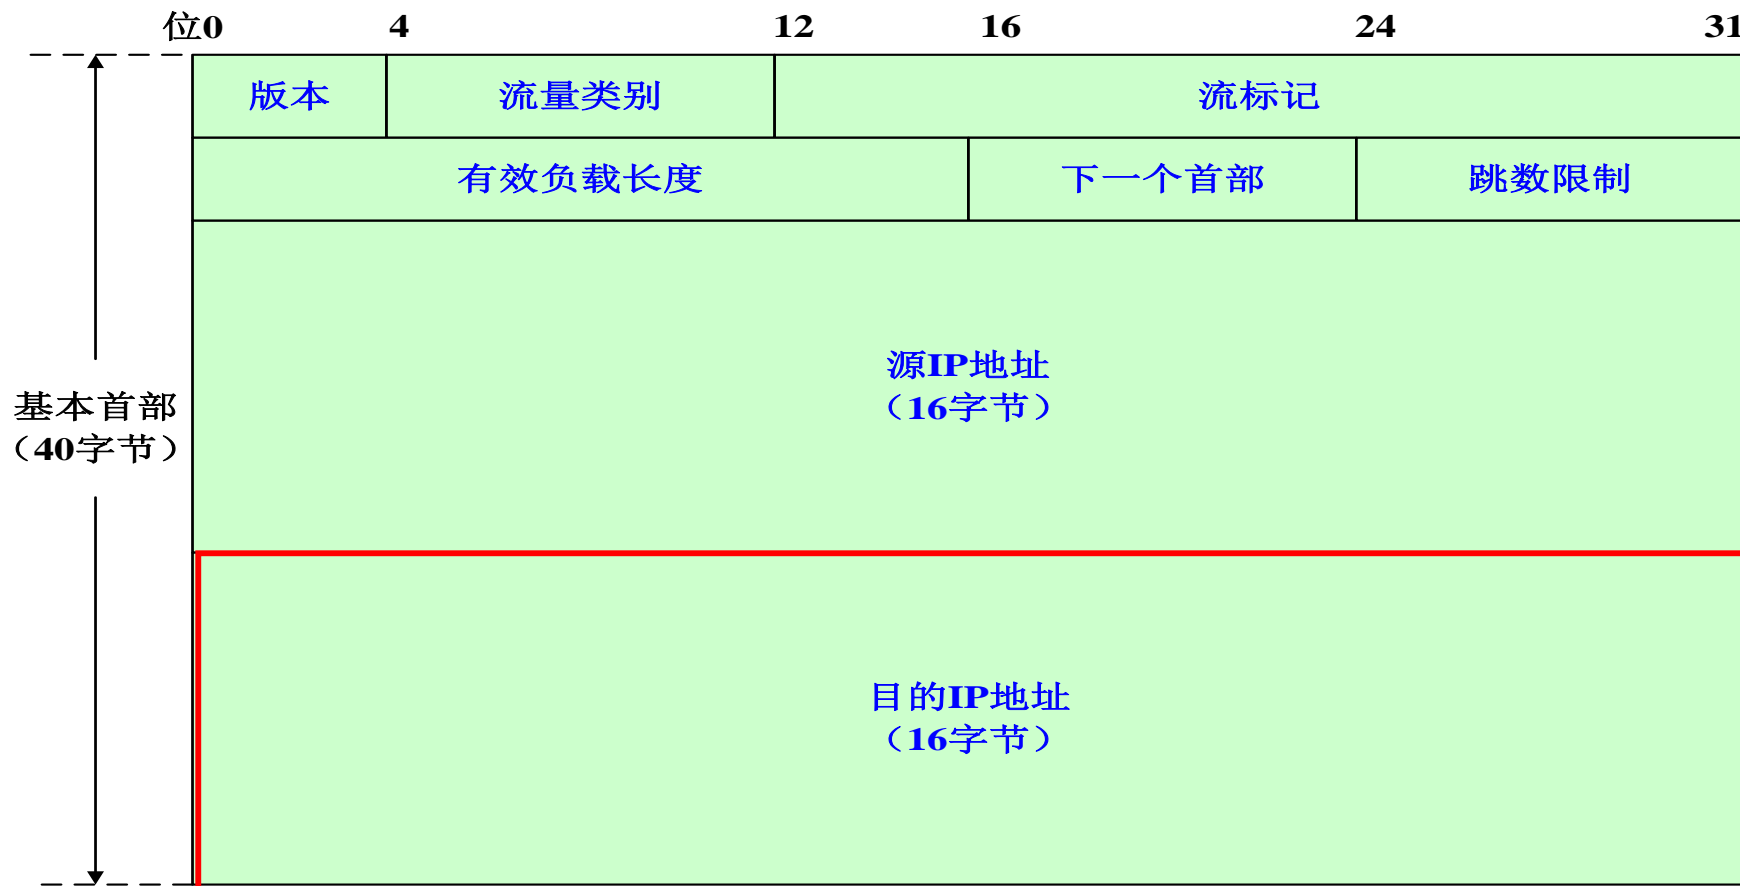 位0 4 12 16 24 31
版本 流量类别 流标记
有效负载长度 下一个首部 跳数限制
源IP地址
（16字节）
基本首部
（40字节）
目的IP地址
（16字节）